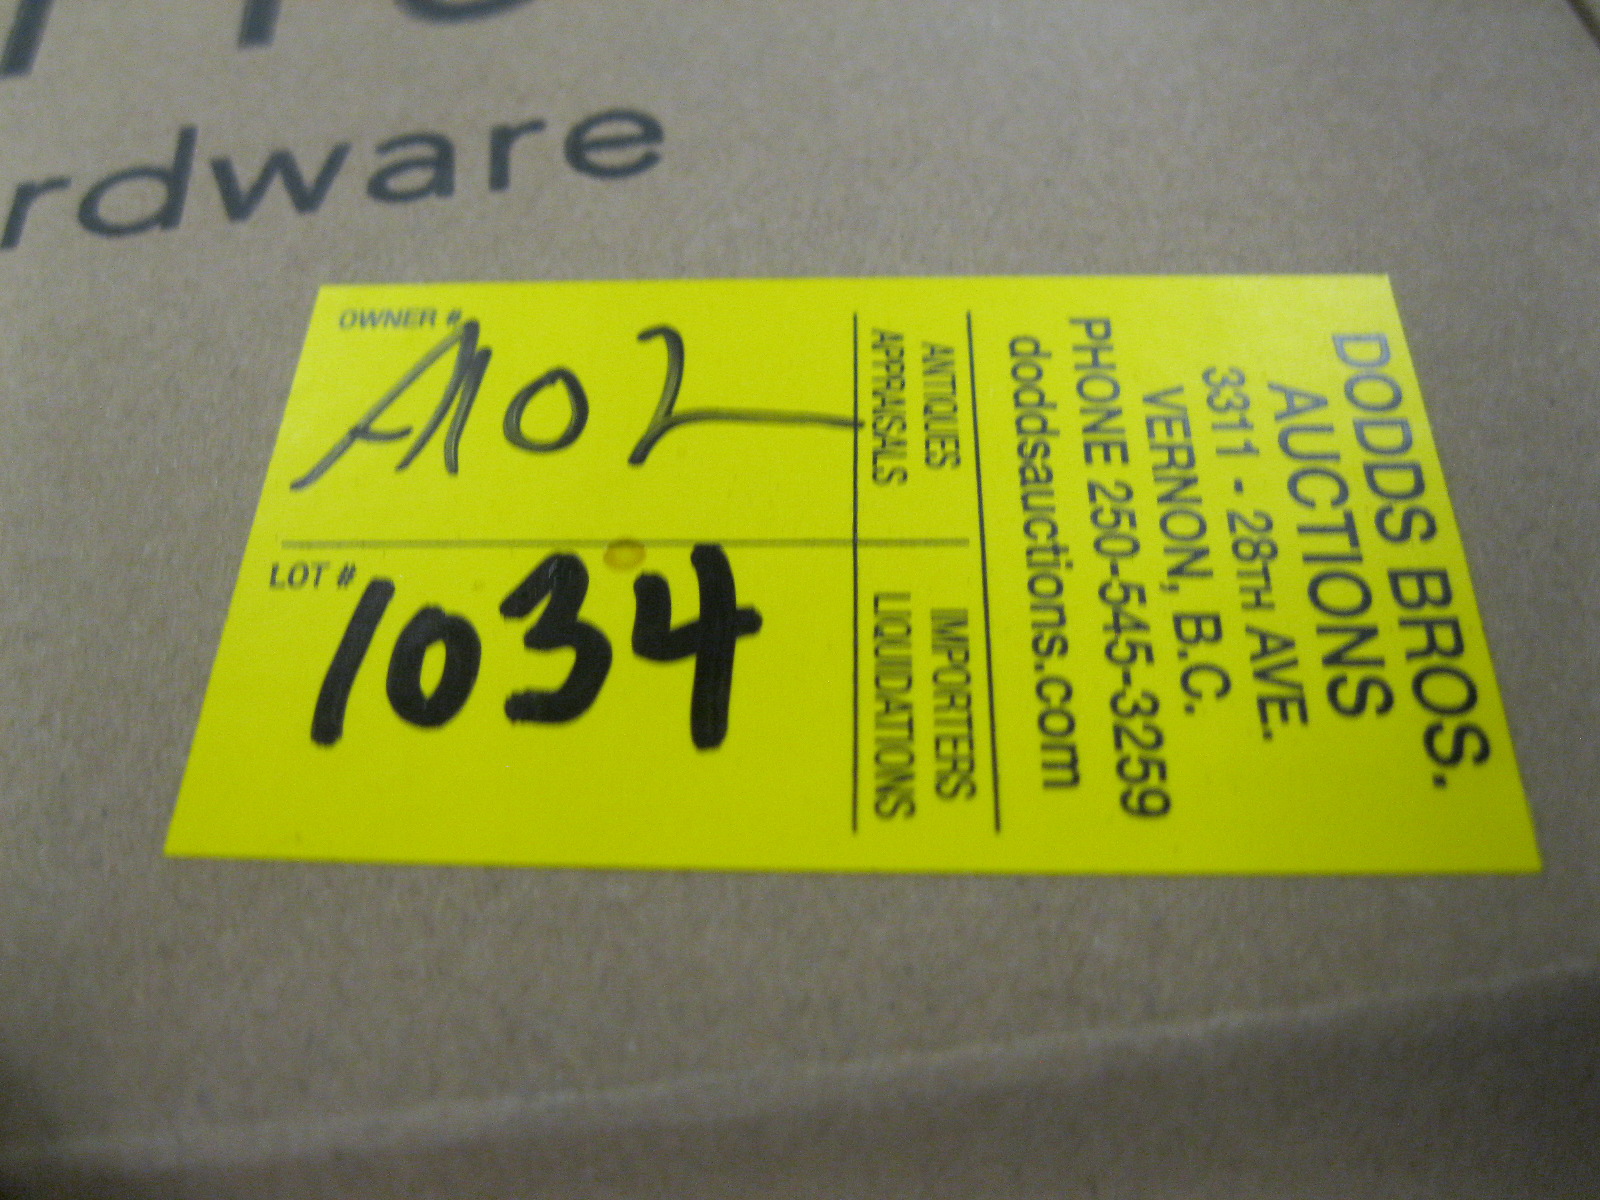 rdware
OWNER #
A02
LOT #
1034
DODDS BROS.
AUCTIONS
3311 - 28TH AVE.
VERNON, B.C.
PHONE 250-545-3259
doddsauctions.com
ANTIQUES IMPORTERS
APPRAISALS LIQUIDATIONS